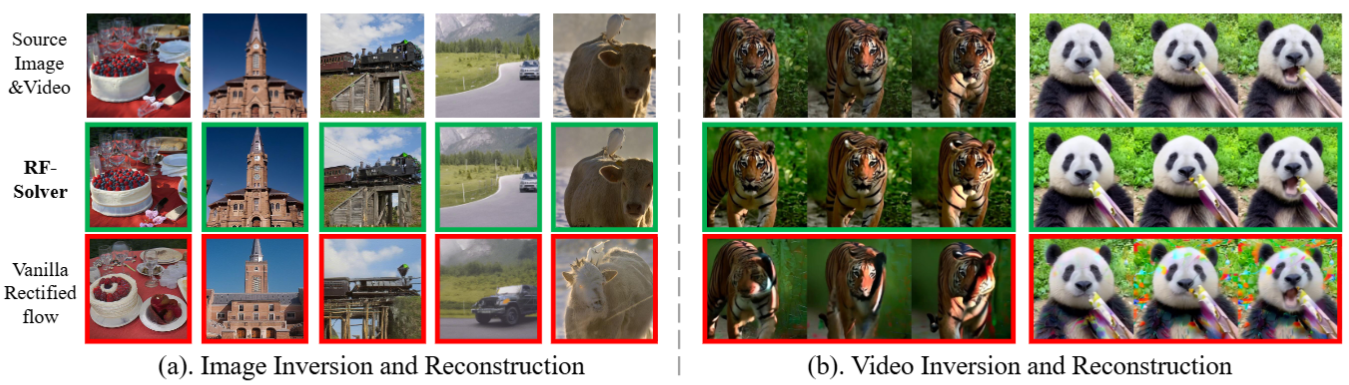 Source
Image
&Video
RF-
Solver
Vanilla
Rectified
flow
(a). Image Inversion and Reconstruction
(b). Video Inversion and Reconstruction